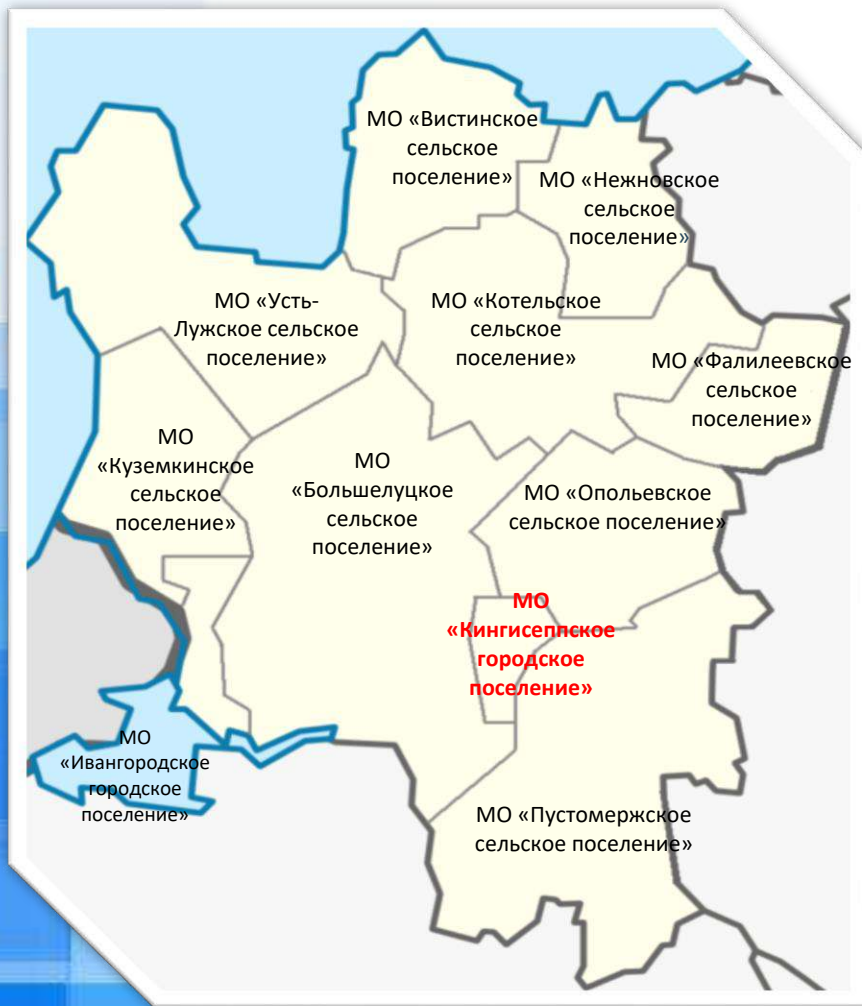 МО «Вистинское
сельское
поселение»
МО «Нежновское
сельское
поселение»
МО «Усть-
Лужское сельское
поселение»
МО «Котельское
сельское
поселение»
МО «Фалилеевское
сельское
поселение»
МО
«Куземкинское
сельское
поселение»
МО
«Большелуцкое
сельское
поселение»
МО «Опольевское
сельское поселение»
МО
«Кингисеппское
городское
поселение»
МО
«Ивангородское
городское
поселение»
МО «Пустомержское
сельское поселение»